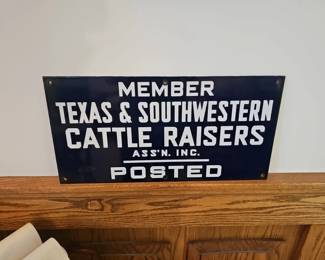 MEMBER
TEXAS & SOUTHWESTERN
CATTLE RAISERS
ASS'N. INC.
POSTED